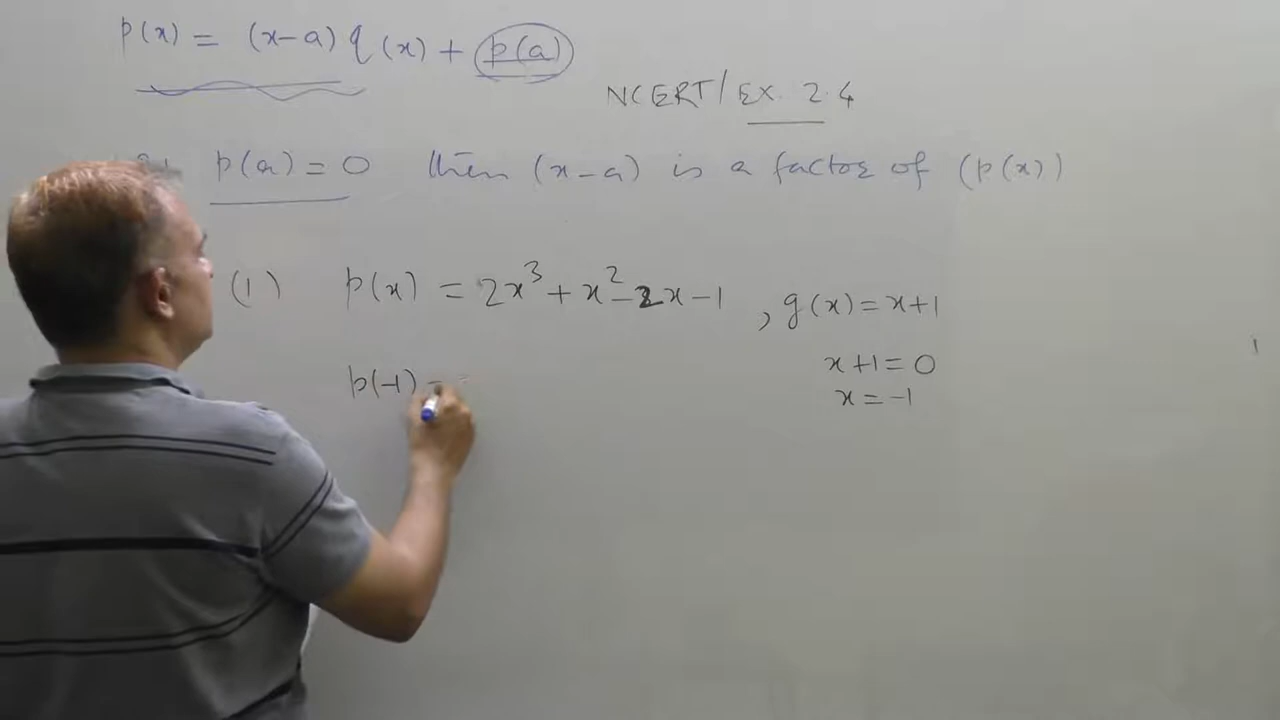 p(x) = (x-a) q(x) + p(a)
NCERT/EX. 2.4
p(a) = 0 then (x-a) is a factor of (p(x))
(1) p(x) = 2x³ + x² - 2x - 1 , g(x) = x+1
x+1 = 0
p(-1) =
x = -1